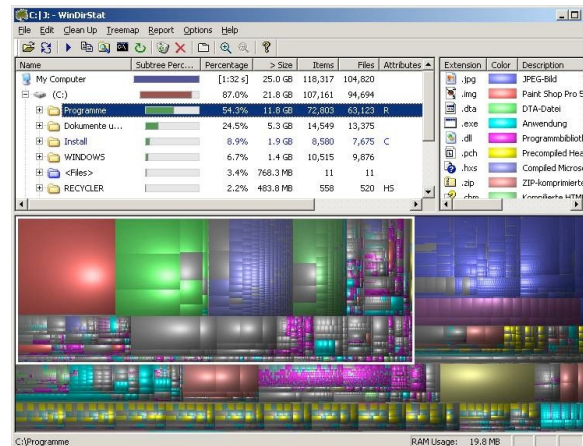 C:|J: - WinDirStat
File Edit Clean Up Treemap Report Options Help
Name Subtree Perc... Percentage > Size Items Files Attributes
My Computer [1:32 s] 25.0 GB 118,317 104,820
(C:) 87.0% 21.8 GB 107,161 94,694
Programme 54.3% 11.8 GB 72,803 63,123 R
Dokumente u... 24.5% 5.3 GB 14,549 13,375
Install 8.9% 1.9 GB 8,580 7,675 C
WINDOWS 6.7% 1.4 GB 10,515 9,876
<Files> 3.4% 768.3 MB 11 11
RECYCLER 2.2% 483.8 MB 558 520 HS
Extension Color Description
.jpg JPEG-Bild
.img Paint Shop Pro 5
.dta DTA-Datei
.exe Anwendung
.dll Programmbiblioth
.pch Precompiled Hea
.hxs Compiled Microso
.zip ZIP-komprimierte
.chm Kompilierte HTM
C:\Programme RAM Usage: 19.8 MB